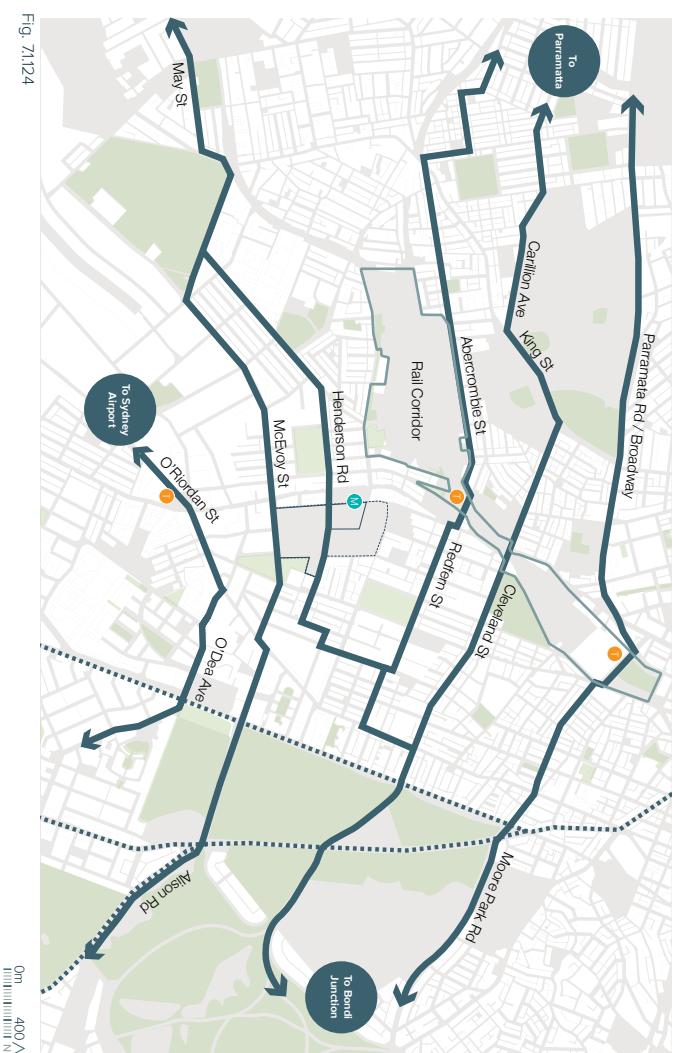 To
Parramatta
Parramata Rd / Broadway
Carillion Ave
King St
Abercrombie St
Rail Corridor
May St
Henderson Rd
McEvoy St
To Sydney
Airport
O'Riordan St
T
M
T
T
Redfern St
Cleveland St
O'Dea Ave
Moore Park Rd
Alison Rd
To Bondi
Junction
0m
400
N
Fig. 7.1.124